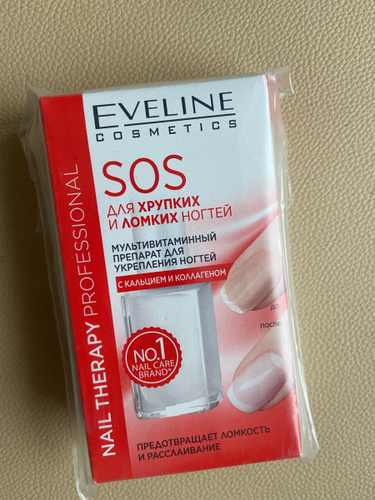 EVELINE
COSMETICS
SOS
ДЛЯ ХРУПКИХ
И ЛОМКИХ НОГТЕЙ
МУЛЬТИВИТАМИННЫЙ
ПРЕПАРАТ ДЛЯ
УКРЕПЛЕНИЯ НОГТЕЙ
С КАЛЬЦИЕМ И КОЛЛАГЕНОМ
до
после
NO.1
NAIL CARE
BRAND
ПРЕДОТВРАЩАЕТ ЛОМКОСТЬ
И РАССЛАИВАНИЕ
NAIL THERAPY PROFESSIONAL